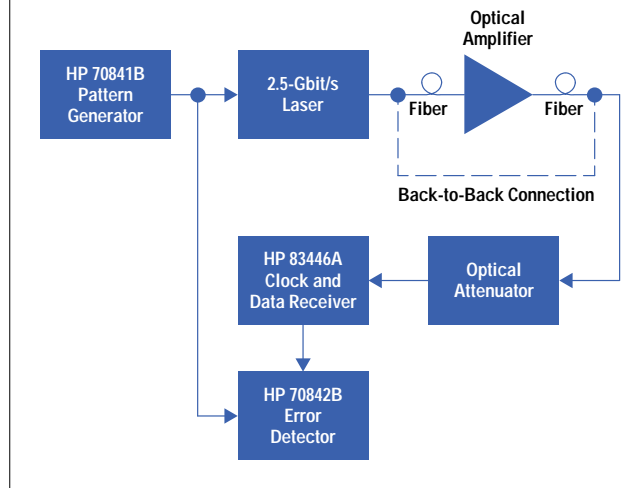 Optical
Amplifier
HP 70841B
Pattern
Generator
2.5-Gbit/s
Laser
Fiber
Fiber
Back-to-Back Connection
HP 83446A
Clock and
Data Receiver
Optical
Attenuator
HP 70842B
Error
Detector